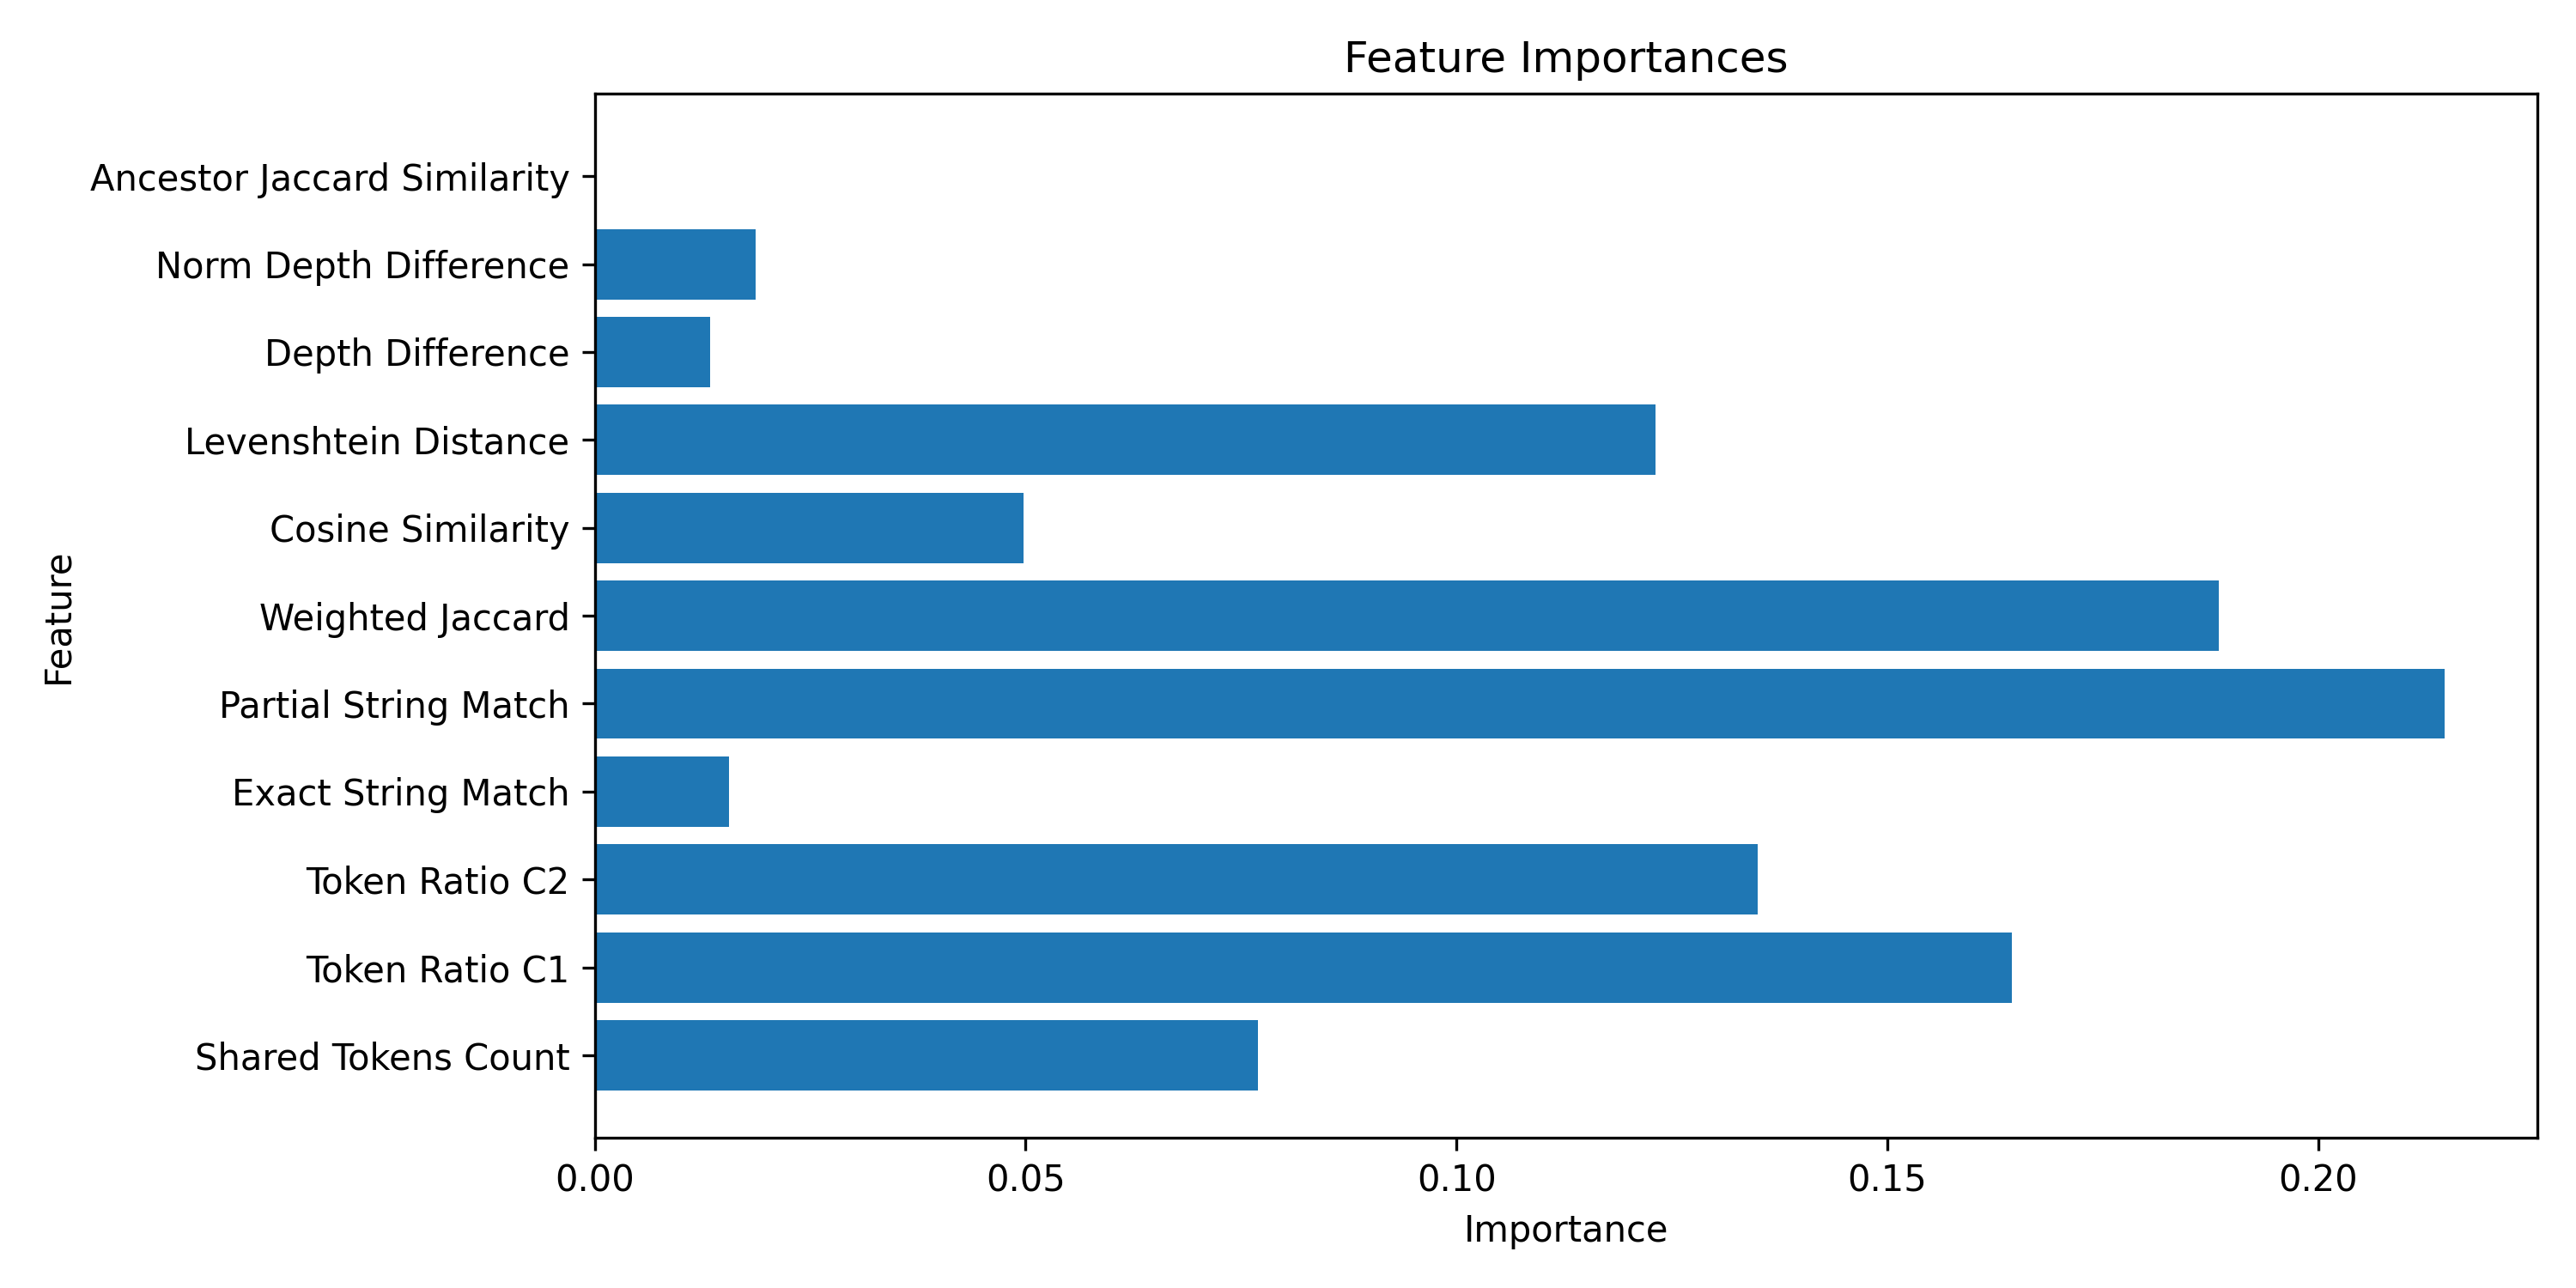 Feature Importances
Ancestor Jaccard Similarity
Norm Depth Difference
Depth Difference
Levenshtein Distance
Cosine Similarity
Weighted Jaccard
Partial String Match
Exact String Match
Token Ratio C2
Token Ratio C1
Shared Tokens Count
Feature
0.00 0.05 0.10 0.15 0.20
Importance